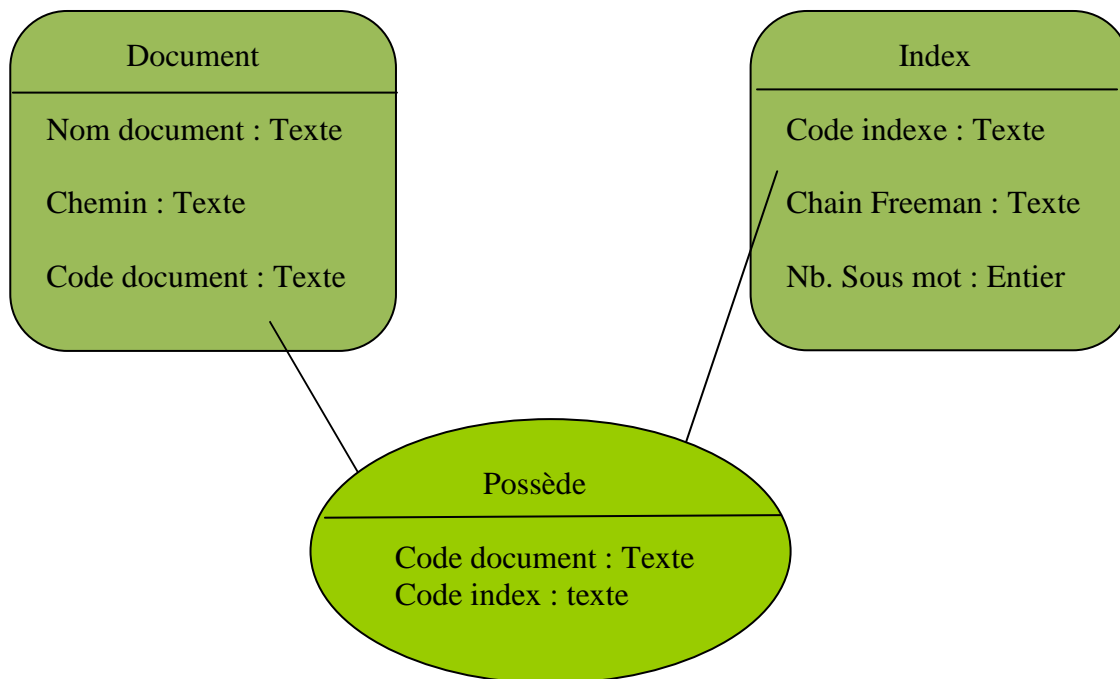 Document
Nom document : Texte
Chemin : Texte
Code document : Texte
Index
Code indexe : Texte
Chain Freeman : Texte
Nb. Sous mot : Entier
Possède
Code document : Texte
Code index : texte